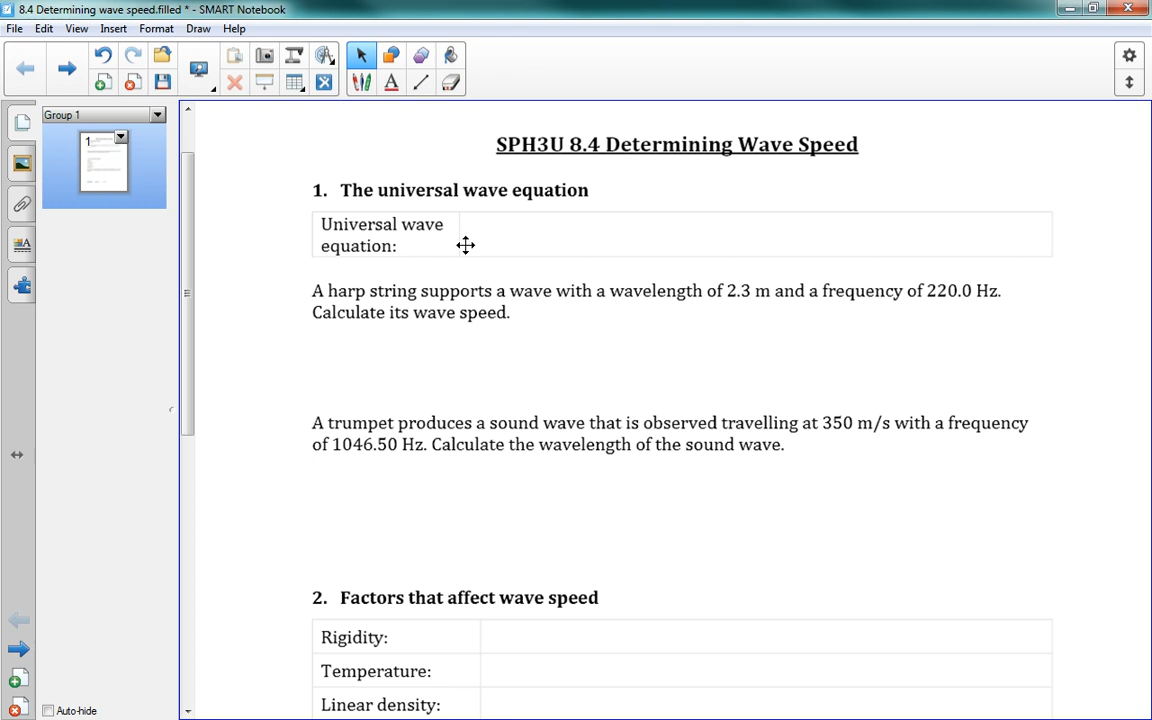 8.4 Determining wave speed.filled * - SMART Notebook
File Edit View Insert Format Draw Help
Group 1
1
SPH3U 8.4 Determining Wave Speed
1. The universal wave equation
Universal wave
equation:
A harp string supports a wave with a wavelength of 2.3 m and a frequency of 220.0 Hz.
Calculate its wave speed.
A trumpet produces a sound wave that is observed travelling at 350 m/s with a frequency
of 1046.50 Hz. Calculate the wavelength of the sound wave.
2. Factors that affect wave speed
Rigidity:
Temperature:
Linear density:
Auto-hide